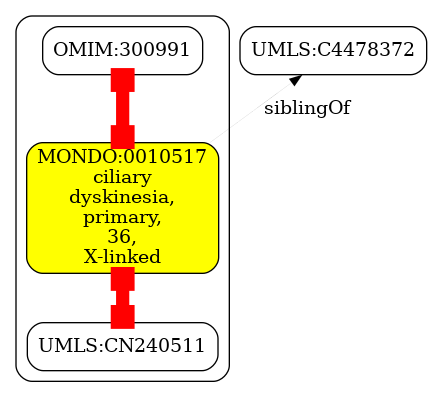 OMIM:300991
UMLS:C4478372
siblingOf
MONDO:0010517
ciliary
dyskinesia,
primary,
36,
X-linked
UMLS:CN240511